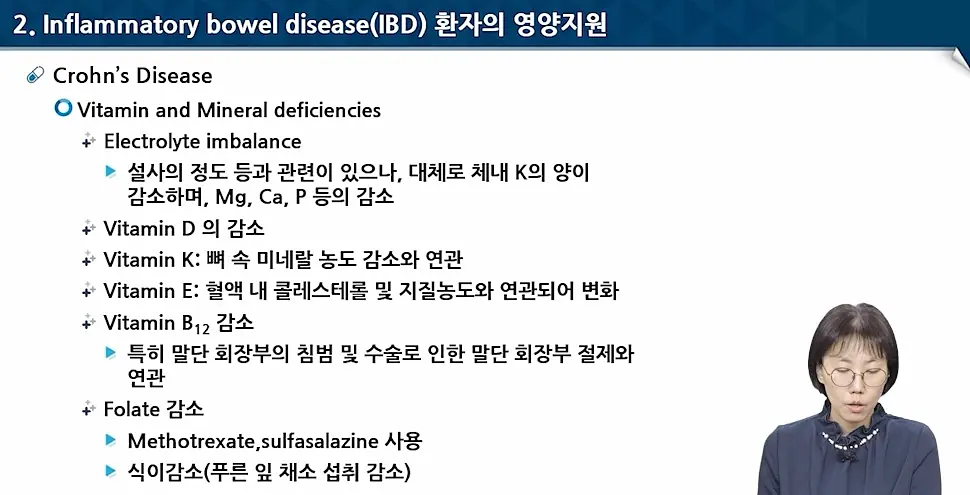 2. Inflammatory bowel disease(IBD) 환자의 영양지원
Crohn's Disease
Vitamin and Mineral deficiencies
Electrolyte imbalance
설사의 정도 등과 관련이 있으나, 대체로 체내 K의 양이
감소하며, Mg, Ca, P 등의 감소
Vitamin D 의 감소
Vitamin K: 뼈 속 미네랄 농도 감소와 연관
Vitamin E: 혈액 내 콜레스테롤 및 지질농도와 연관되어 변화
Vitamin B₁₂ 감소
특히 말단 회장부의 침범 및 수술로 인한 말단 회장부 절제와
연관
Folate 감소
Methotrexate,sulfasalazine 사용
식이감소(푸른 잎 채소 섭취 감소)